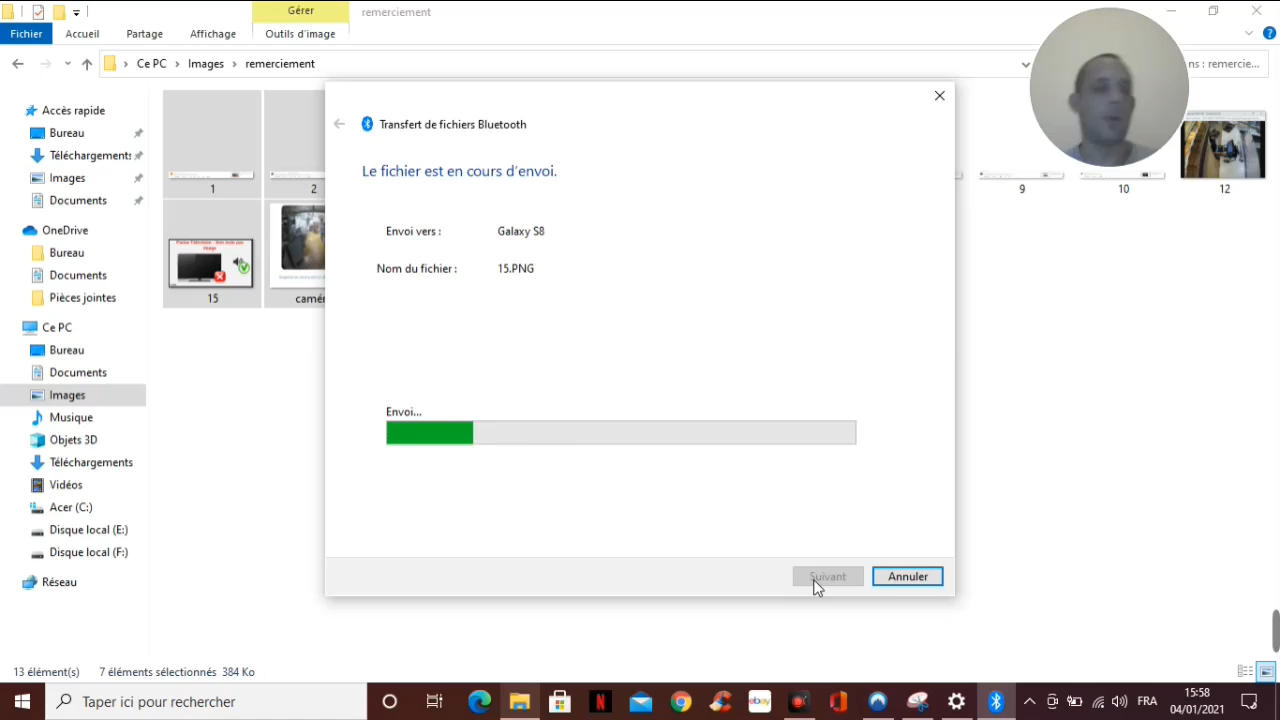 Gérer
remerciement
Fichier
Accueil
Partage
Affichage
Outils d'image
Ce PC
Images
remerciement
ns : remercie...
Accès rapide
Bureau
Téléchargements
Images
Documents
OneDrive
Bureau
Documents
Pièces jointes
Ce PC
Bureau
Documents
Images
Musique
Objets 3D
Téléchargements
Vidéos
Acer (C:)
Disque local (E:)
Disque local (F:)
Réseau
1
2
9
10
12
15
camér
Transfert de fichiers Bluetooth
Le fichier est en cours d'envoi.
Envoi vers :
Galaxy S8
Nom du fichier :
15.PNG
Envoi...
Suivant
Annuler
13 élément(s)
7 éléments sélectionnés 384 Ko
Taper ici pour rechercher
ebay
FRA
15:58
04/01/2021